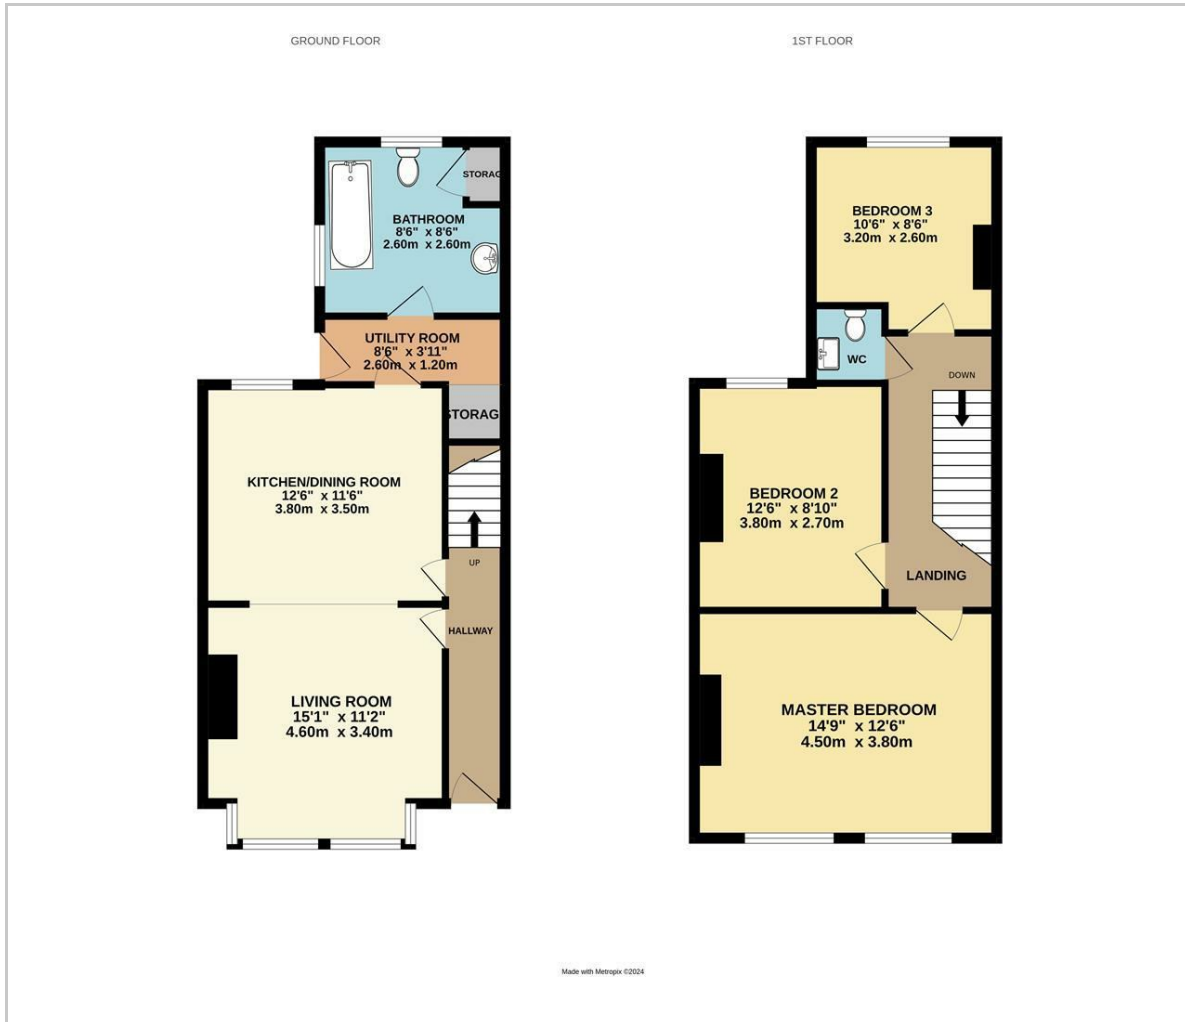 GROUND FLOOR
1ST FLOOR
STORAG
BATHROOM
8'6" x 8'6"
2.60m x 2.60m
UTILITY ROOM
8'6" x 3'11"
2.60m x 1.20m
STORAG
KITCHEN/DINING ROOM
12'6" x 11'6"
3.80m x 3.50m
UP
HALLWAY
LIVING ROOM
15'1" x 11'2"
4.60m x 3.40m
BEDROOM 3
10'6" x 8'6"
3.20m x 2.60m
WC
DOWN
BEDROOM 2
12'6" x 8'10"
3.80m x 2.70m
LANDING
MASTER BEDROOM
14'9" x 12'6"
4.50m x 3.80m
Made with Metropix ©2024